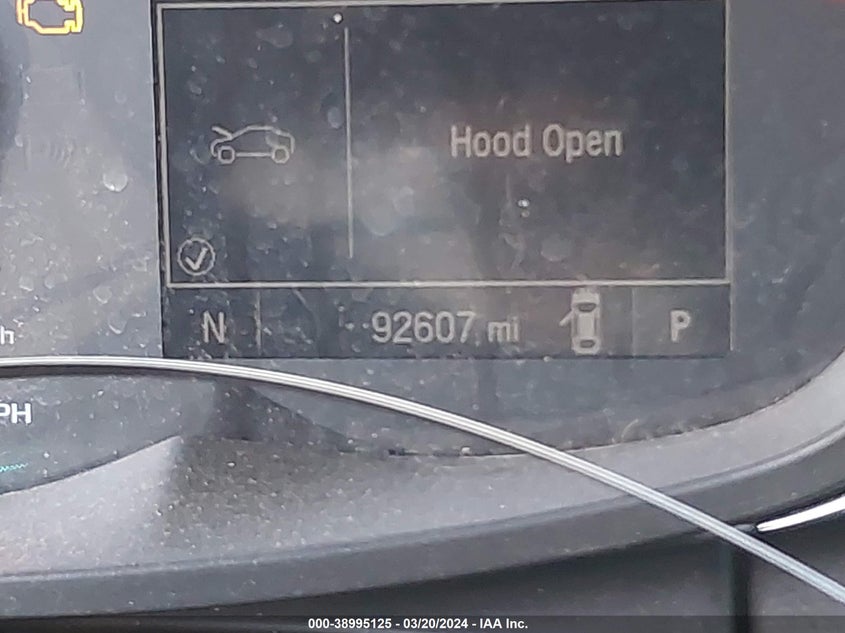 Hood Open
N 92607 mi P
h
PH
000-38995125 - 03/20/2024 - IAA Inc.